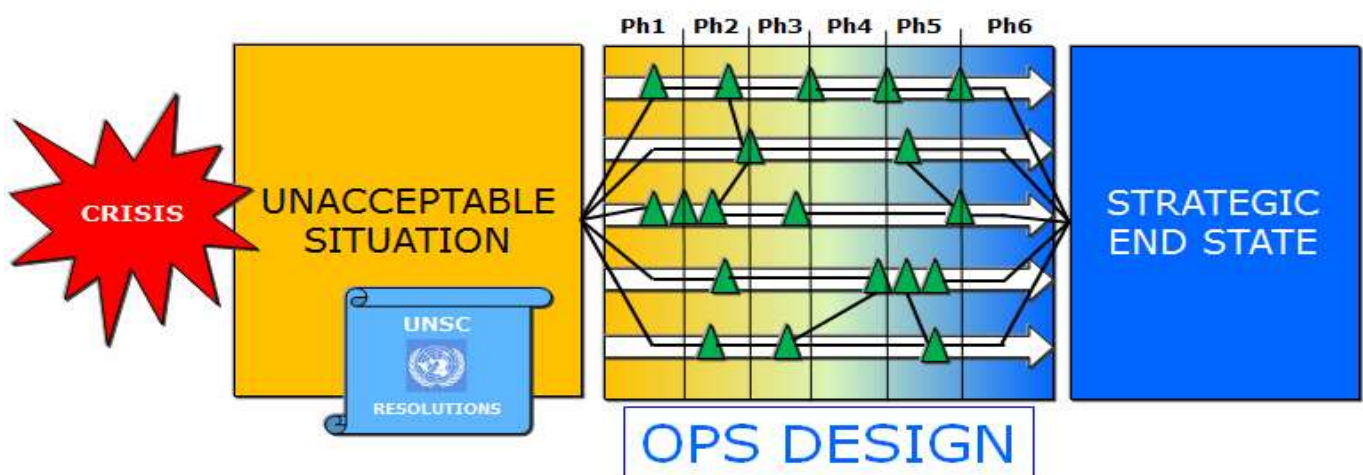 Ph1 Ph2 Ph3 Ph4 Ph5 Ph6
CRISIS
UNACCEPTABLE
SITUATION
UNSC
RESOLUTIONS
STRATEGIC
END STATE
OPS DESIGN